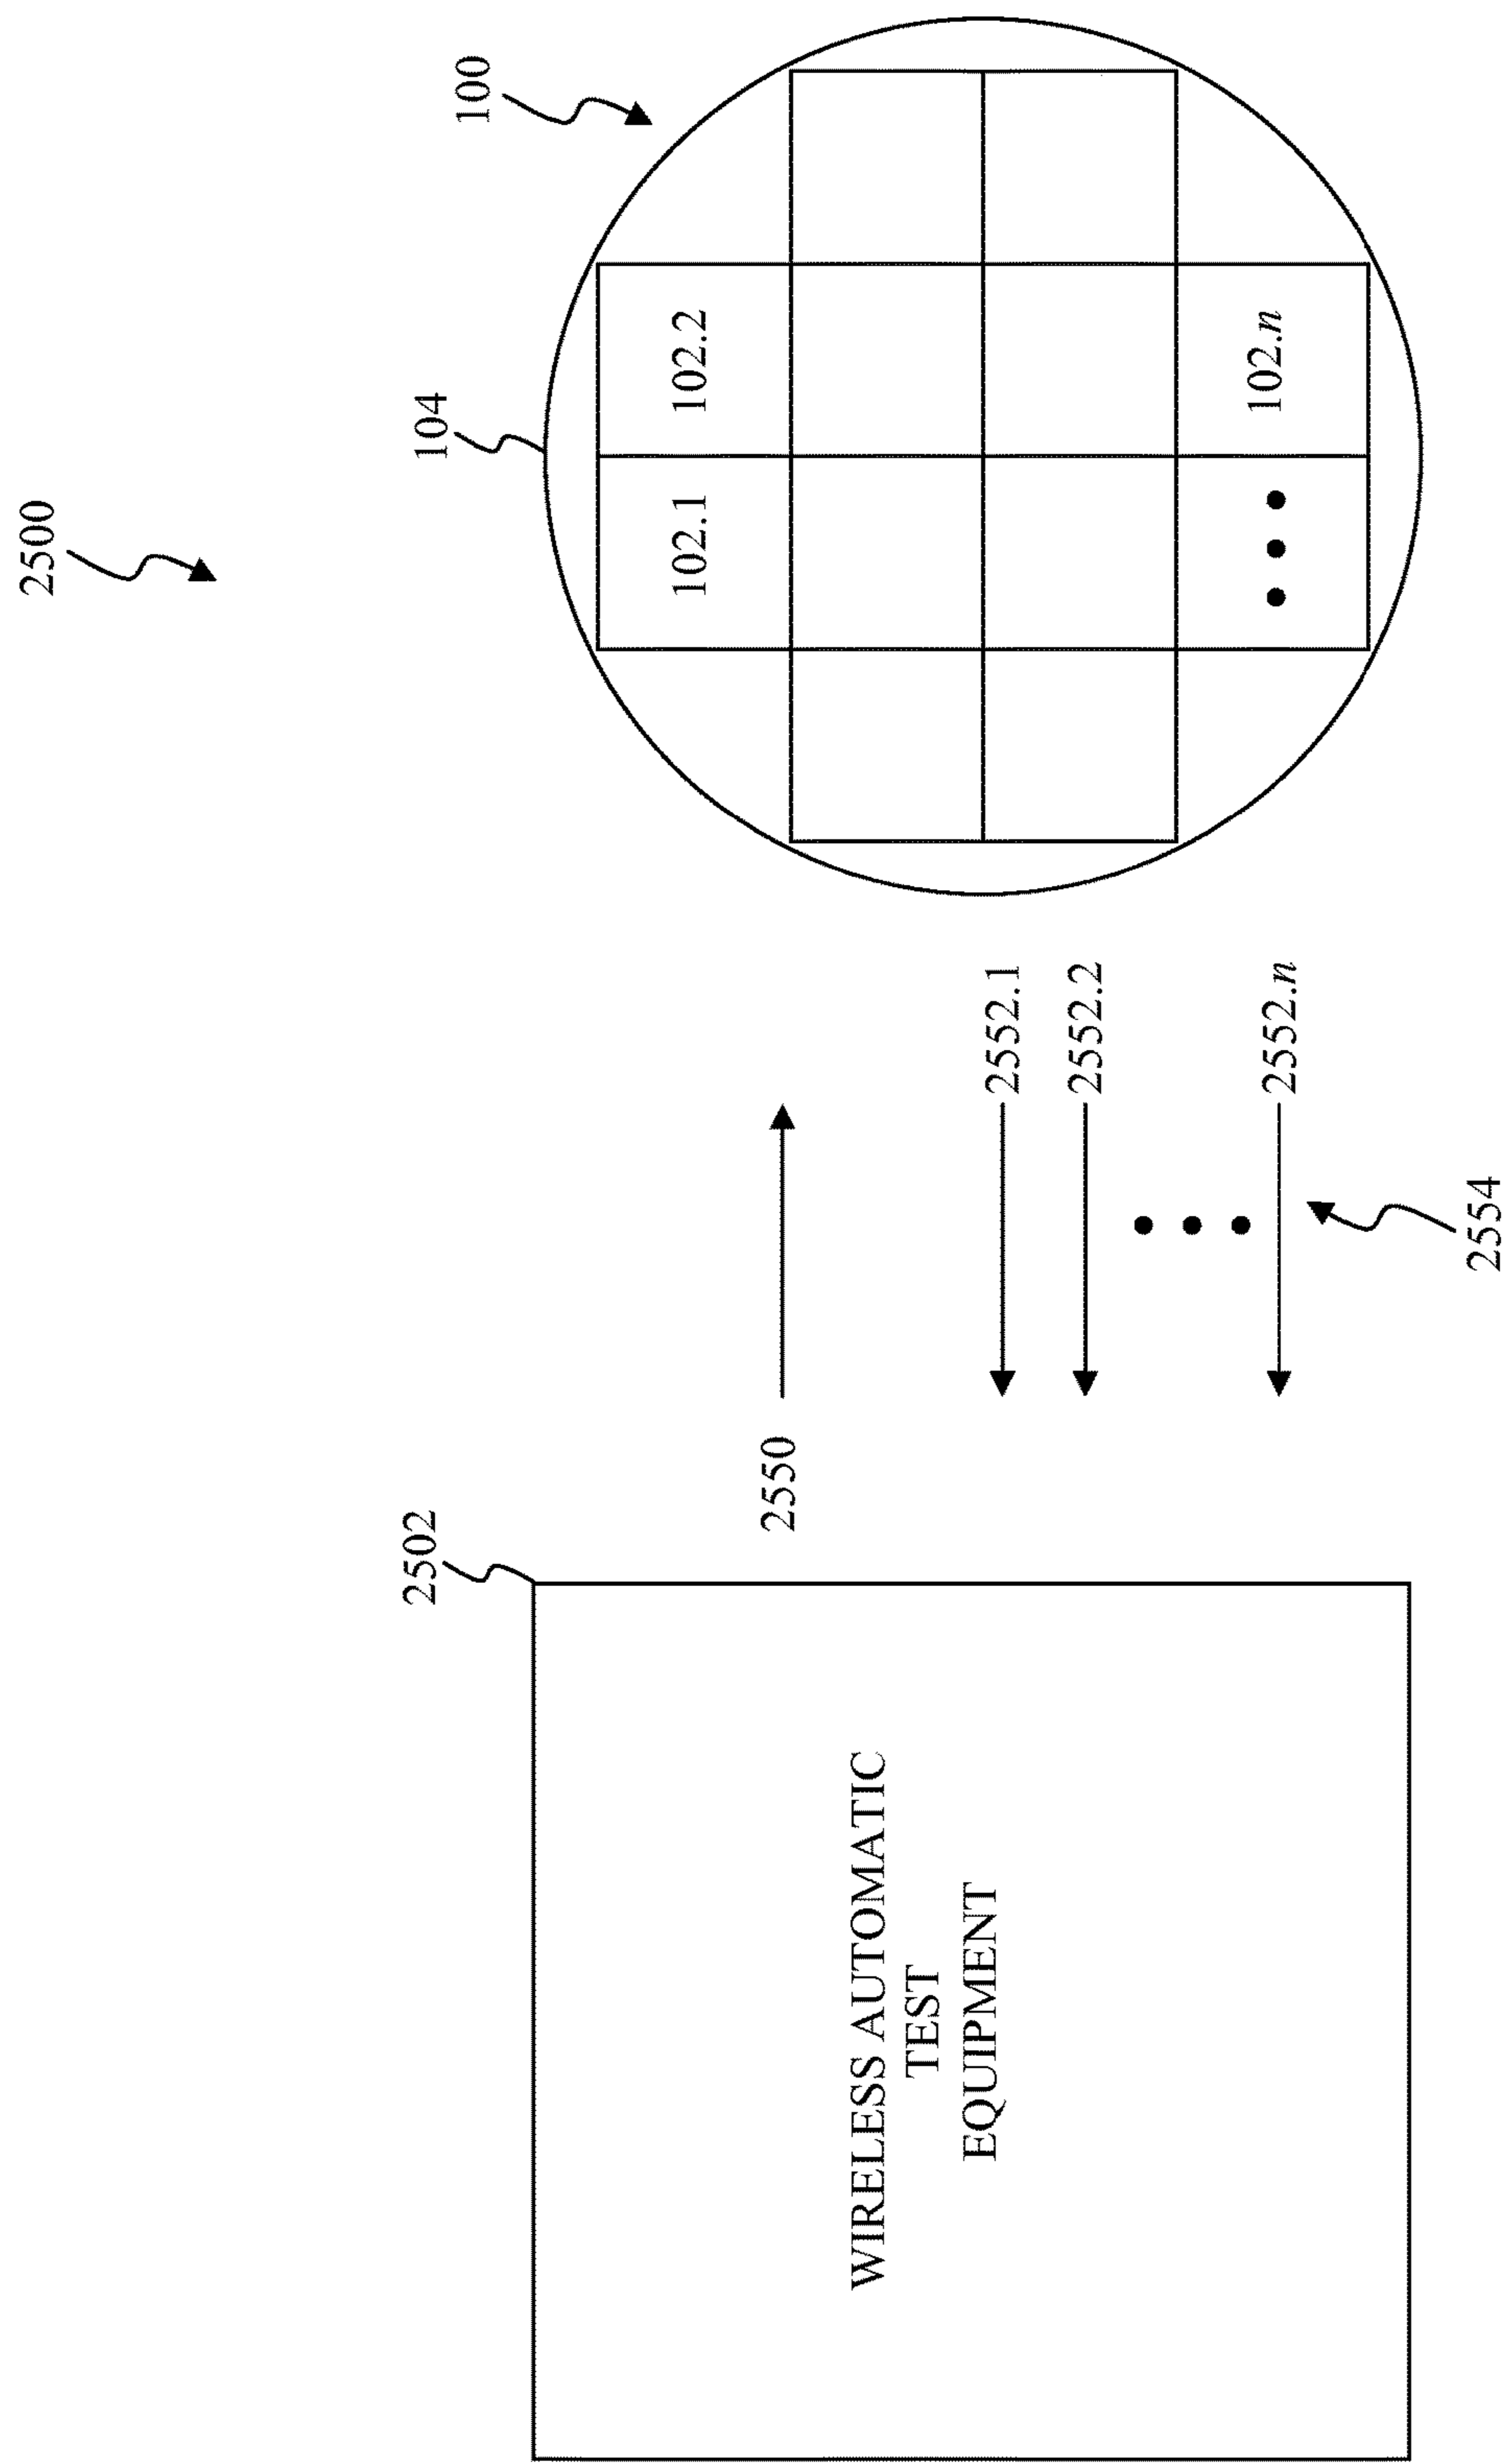 2500
2502
WIRELESS AUTOMATIC
TEST
EQUIPMENT
2550
2552.1
2552.2
2552.n
2554
104
100
102.1
102.2
102.n